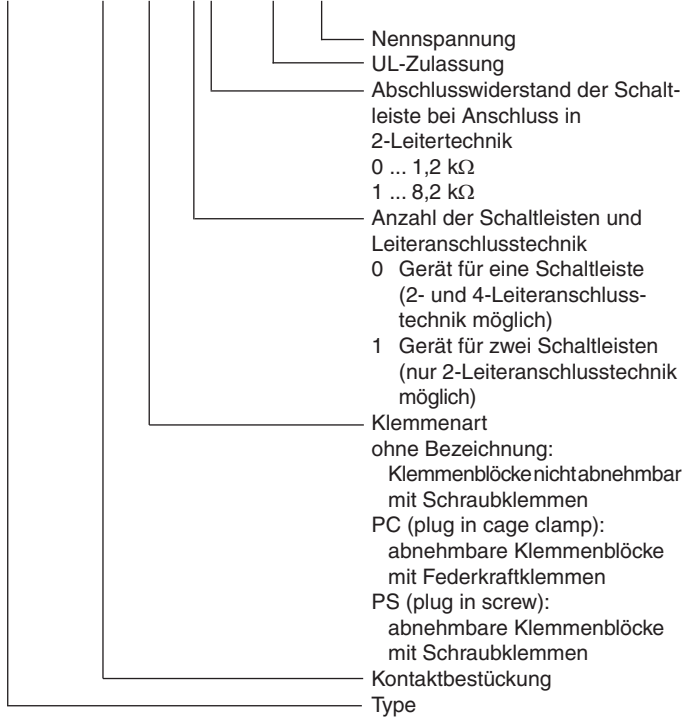 Nennspannung
UL-Zulassung
Abschlusswiderstand der Schalt-
leiste bei Anschluss in
2-Leitertechnik
0 ... 1,2 kΩ
1 ... 8,2 kΩ
Anzahl der Schaltleisten und
Leiteranschlusstechnik
0 Gerät für eine Schaltleiste
(2- und 4-Leiteranschluss-
technik möglich)
1 Gerät für zwei Schaltleisten
(nur 2-Leiteranschlusstechnik
möglich)
Klemmenart
ohne Bezeichnung:
Klemmenblöcke nicht abnehmbar
mit Schraubklemmen
PC (plug in cage clamp):
abnehmbare Klemmenblöcke
mit Federkraftklemmen
PS (plug in screw):
abnehmbare Klemmenblöcke
mit Schraubklemmen
Kontaktbestückung
Type